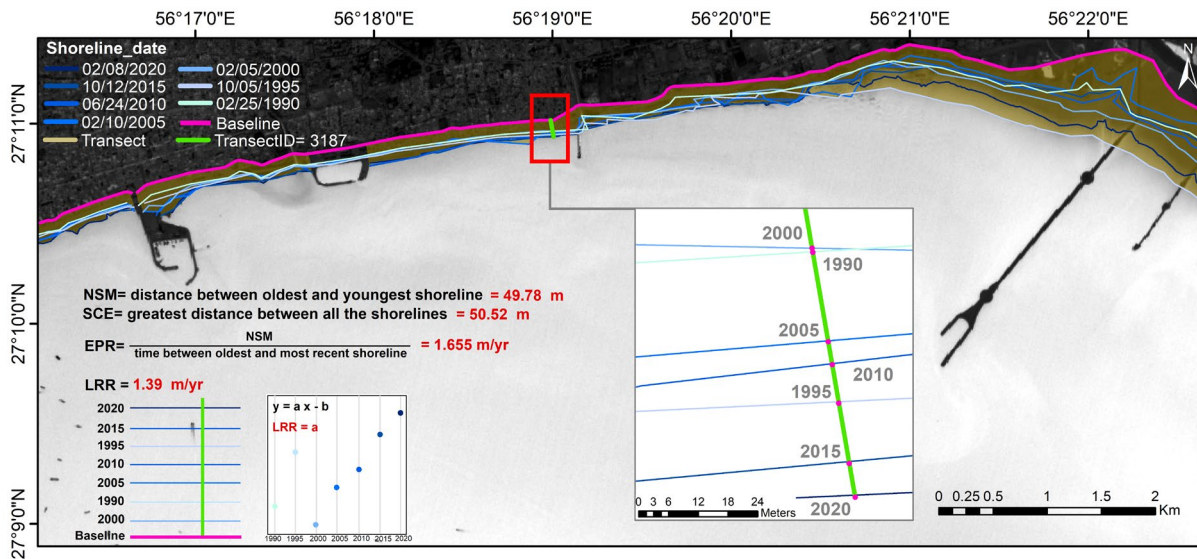 56°17'0"E 56°18'0"E 56°19'0"E 56°20'0"E 56°21'0"E 56°22'0"E
Shoreline_date
02/08/2020 02/05/2000
10/12/2015 10/05/1995
06/24/2010 02/25/1990
02/10/2005 Baseline
Transect TransectID= 3187
N
27°11'0"N
27°10'0"N
27°9'0"N
NSM= distance between oldest and youngest shoreline = 49.78 m
SCE= greatest distance between all the shorelines = 50.52 m
EPR= NSM
time between oldest and most recent shoreline
= 1.655 m/yr
LRR = 1.39 m/yr
2020
2015
1995
2010
2005
1990
2000
Baseline
y = a x - b
LRR = a
1990 1995 2000 2005 2010 2015 2020
2000
1990
2005
2010
1995
2015
2020
0 3 6 12 18 24
Meters
0 0.25 0.5 1 1.5 2
Km